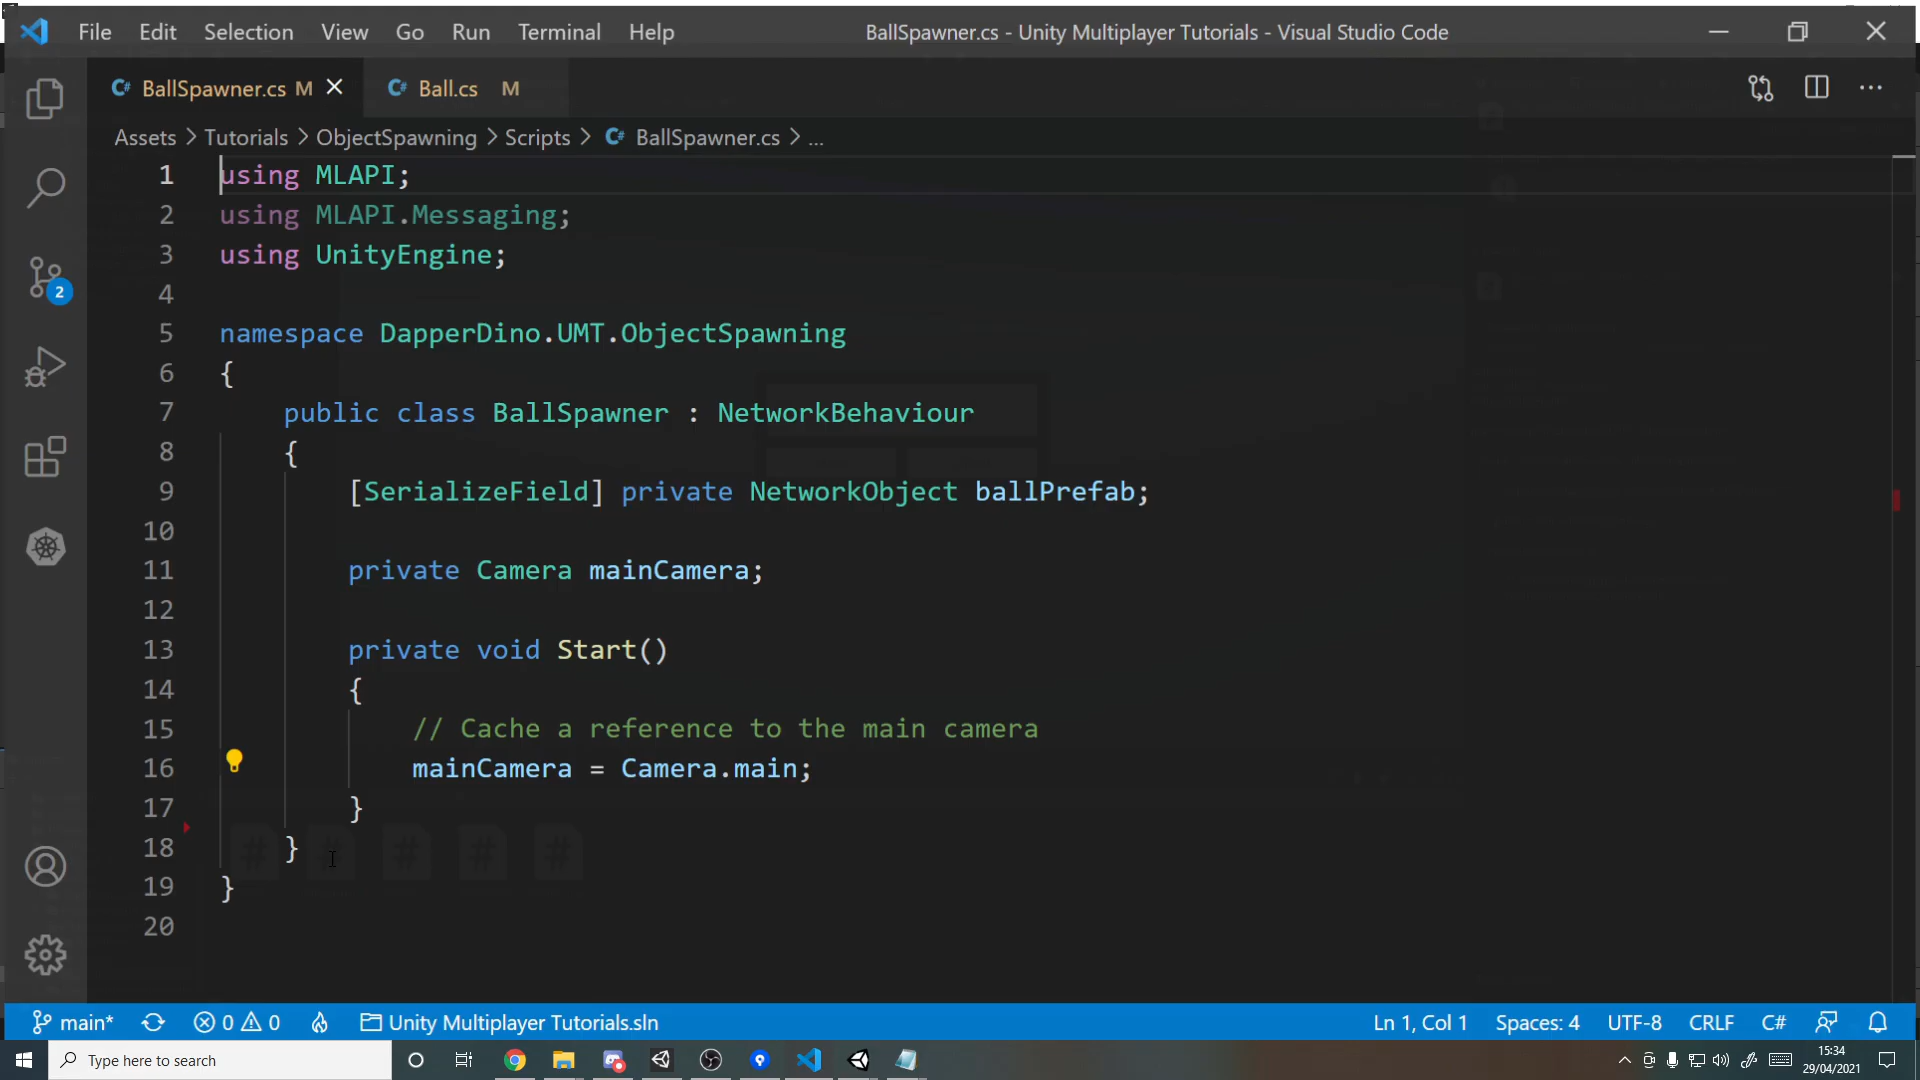 File Edit Selection View Go Run Terminal Help BallSpawner.cs - Unity Multiplayer Tutorials - Visual Studio Code
BallSpawner.cs M Ball.cs M
Assets > Tutorials > ObjectSpawning > Scripts > BallSpawner.cs > ...
1 using MLAPI;
2 using MLAPI.Messaging;
3 using UnityEngine;
4
5 namespace DapperDino.UMT.ObjectSpawning
6 {
7 public class BallSpawner : NetworkBehaviour
8 {
9 [SerializeField] private NetworkObject ballPrefab;
10
11 private Camera mainCamera;
12
13 private void Start()
14 {
15 // Cache a reference to the main camera
16 mainCamera = Camera.main;
17 }
18 }
19 }
20
2
main* 0 0 Unity Multiplayer Tutorials.sln Ln 1, Col 1 Spaces: 4 UTF-8 CRLF C#
Type here to search
15:34
29/04/2021